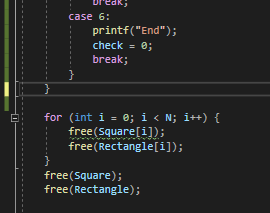 break;
case 6:
printf("End");
check = 0;
break;
}
}
for (int i = 0; i < N; i++) {
free(Square[i]);
free(Rectangle[i]);
}
free(Square);
free(Rectangle);